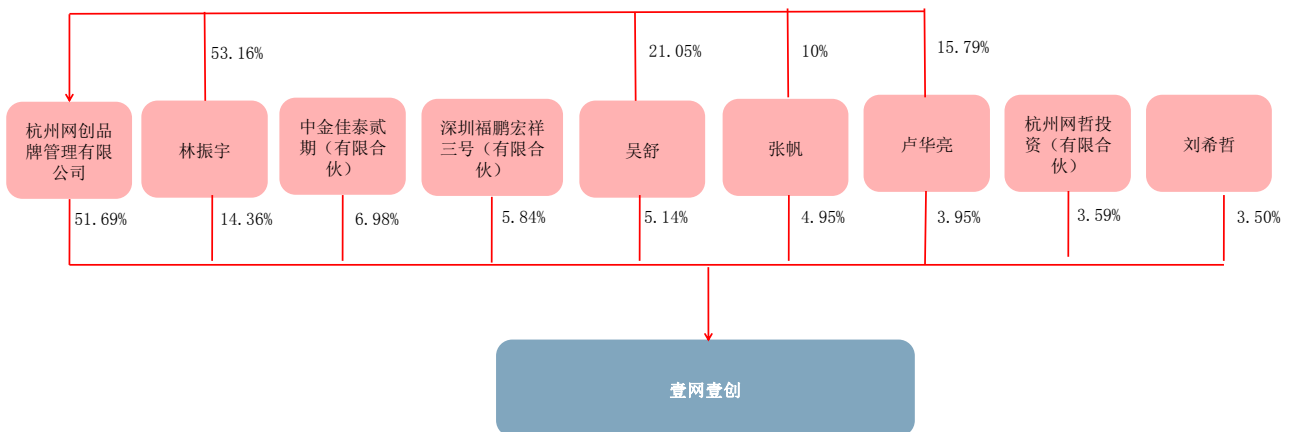 53.16%
21.05%
10%
15.79%
杭州网创品
牌管理有限
公司
林振宇
中金佳泰贰
期（有限合
伙）
深圳福鹏宏祥
三号（有限合
伙）
吴舒
张帆
卢华亮
杭州网哲投
资（有限合
伙）
刘希哲
51.69%
14.36%
6.98%
5.84%
5.14%
4.95%
3.95%
3.59%
3.50%
壹网壹创